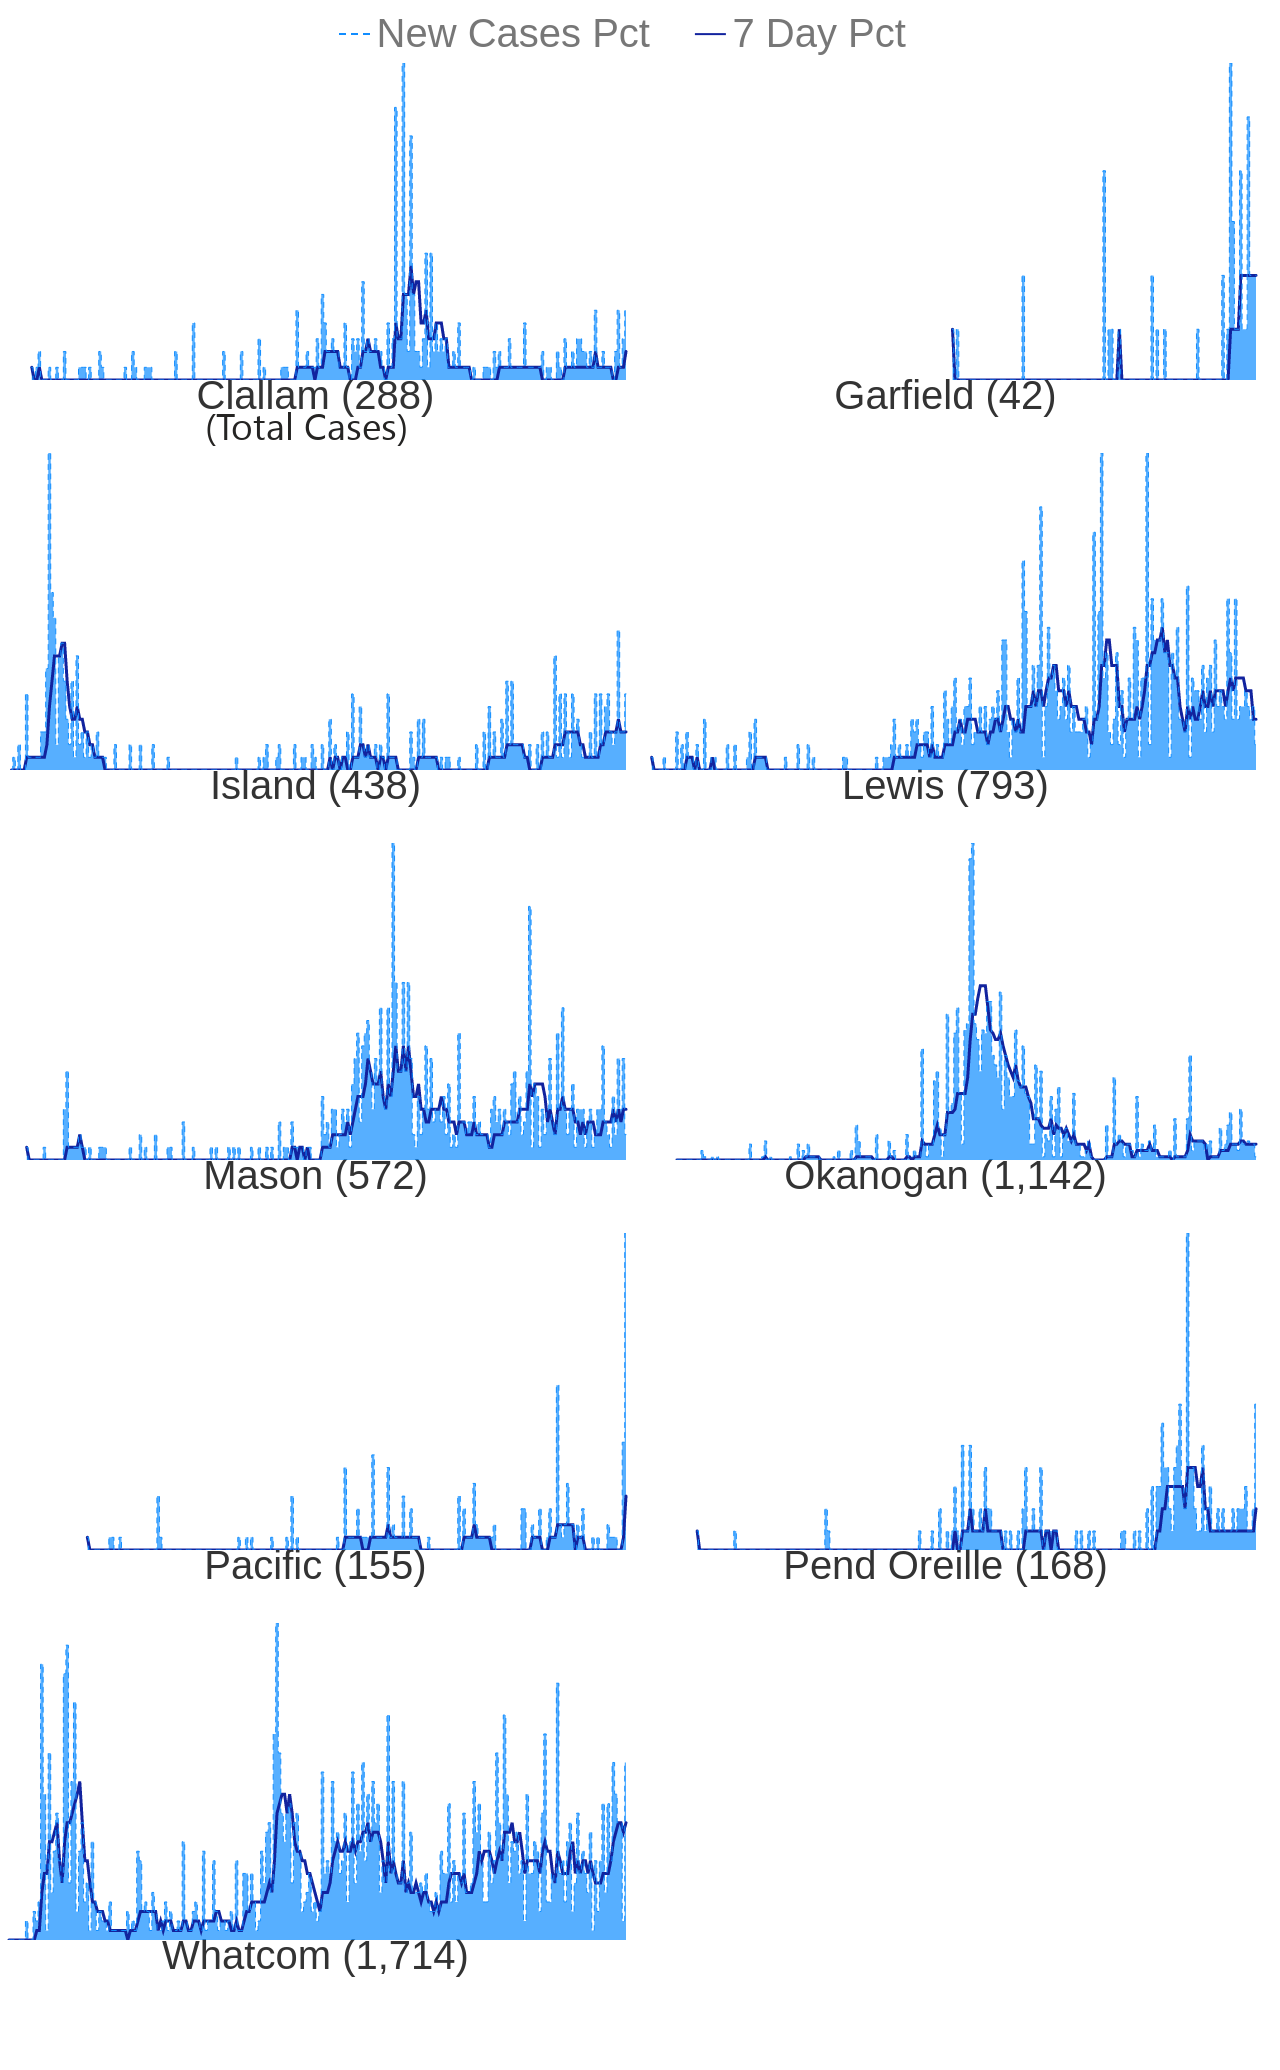 New Cases Pct 7 Day Pct
Clallam (288) Garfield (42)
(Total Cases)
Island (438) Lewis (793)
Mason (572) Okanogan (1,142)
Pacific (155) Pend Oreille (168)
Whatcom (1,714)